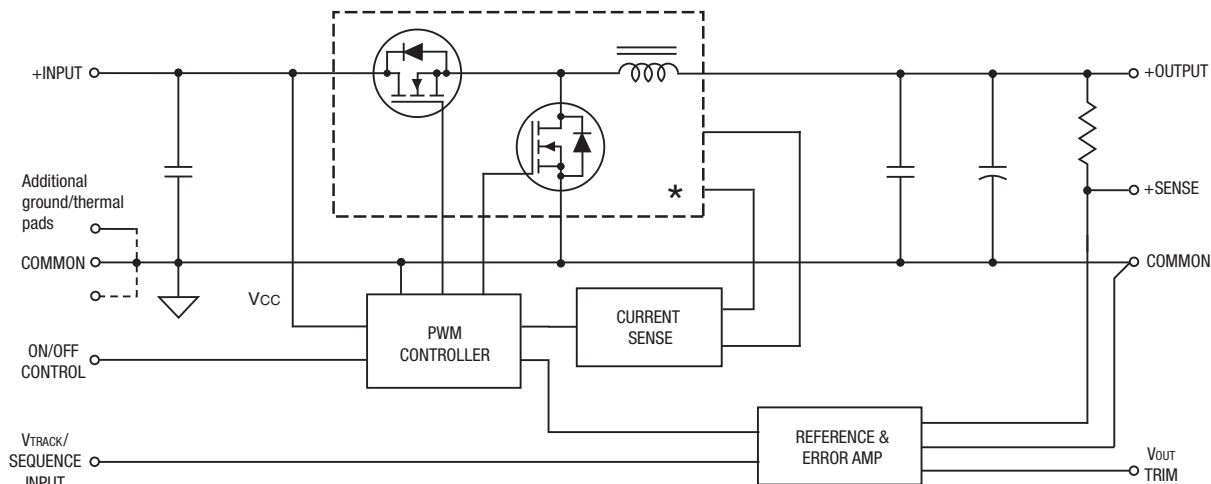 +INPUT
+OUTPUT
Additional
ground/thermal
pads
*
+SENSE
COMMON
COMMON
VCC
PWM
CONTROLLER
CURRENT
SENSE
ON/OFF
CONTROL
VTRACK/
SEQUENCE
INPUT
REFERENCE &
ERROR AMP
VOUT
TRIM